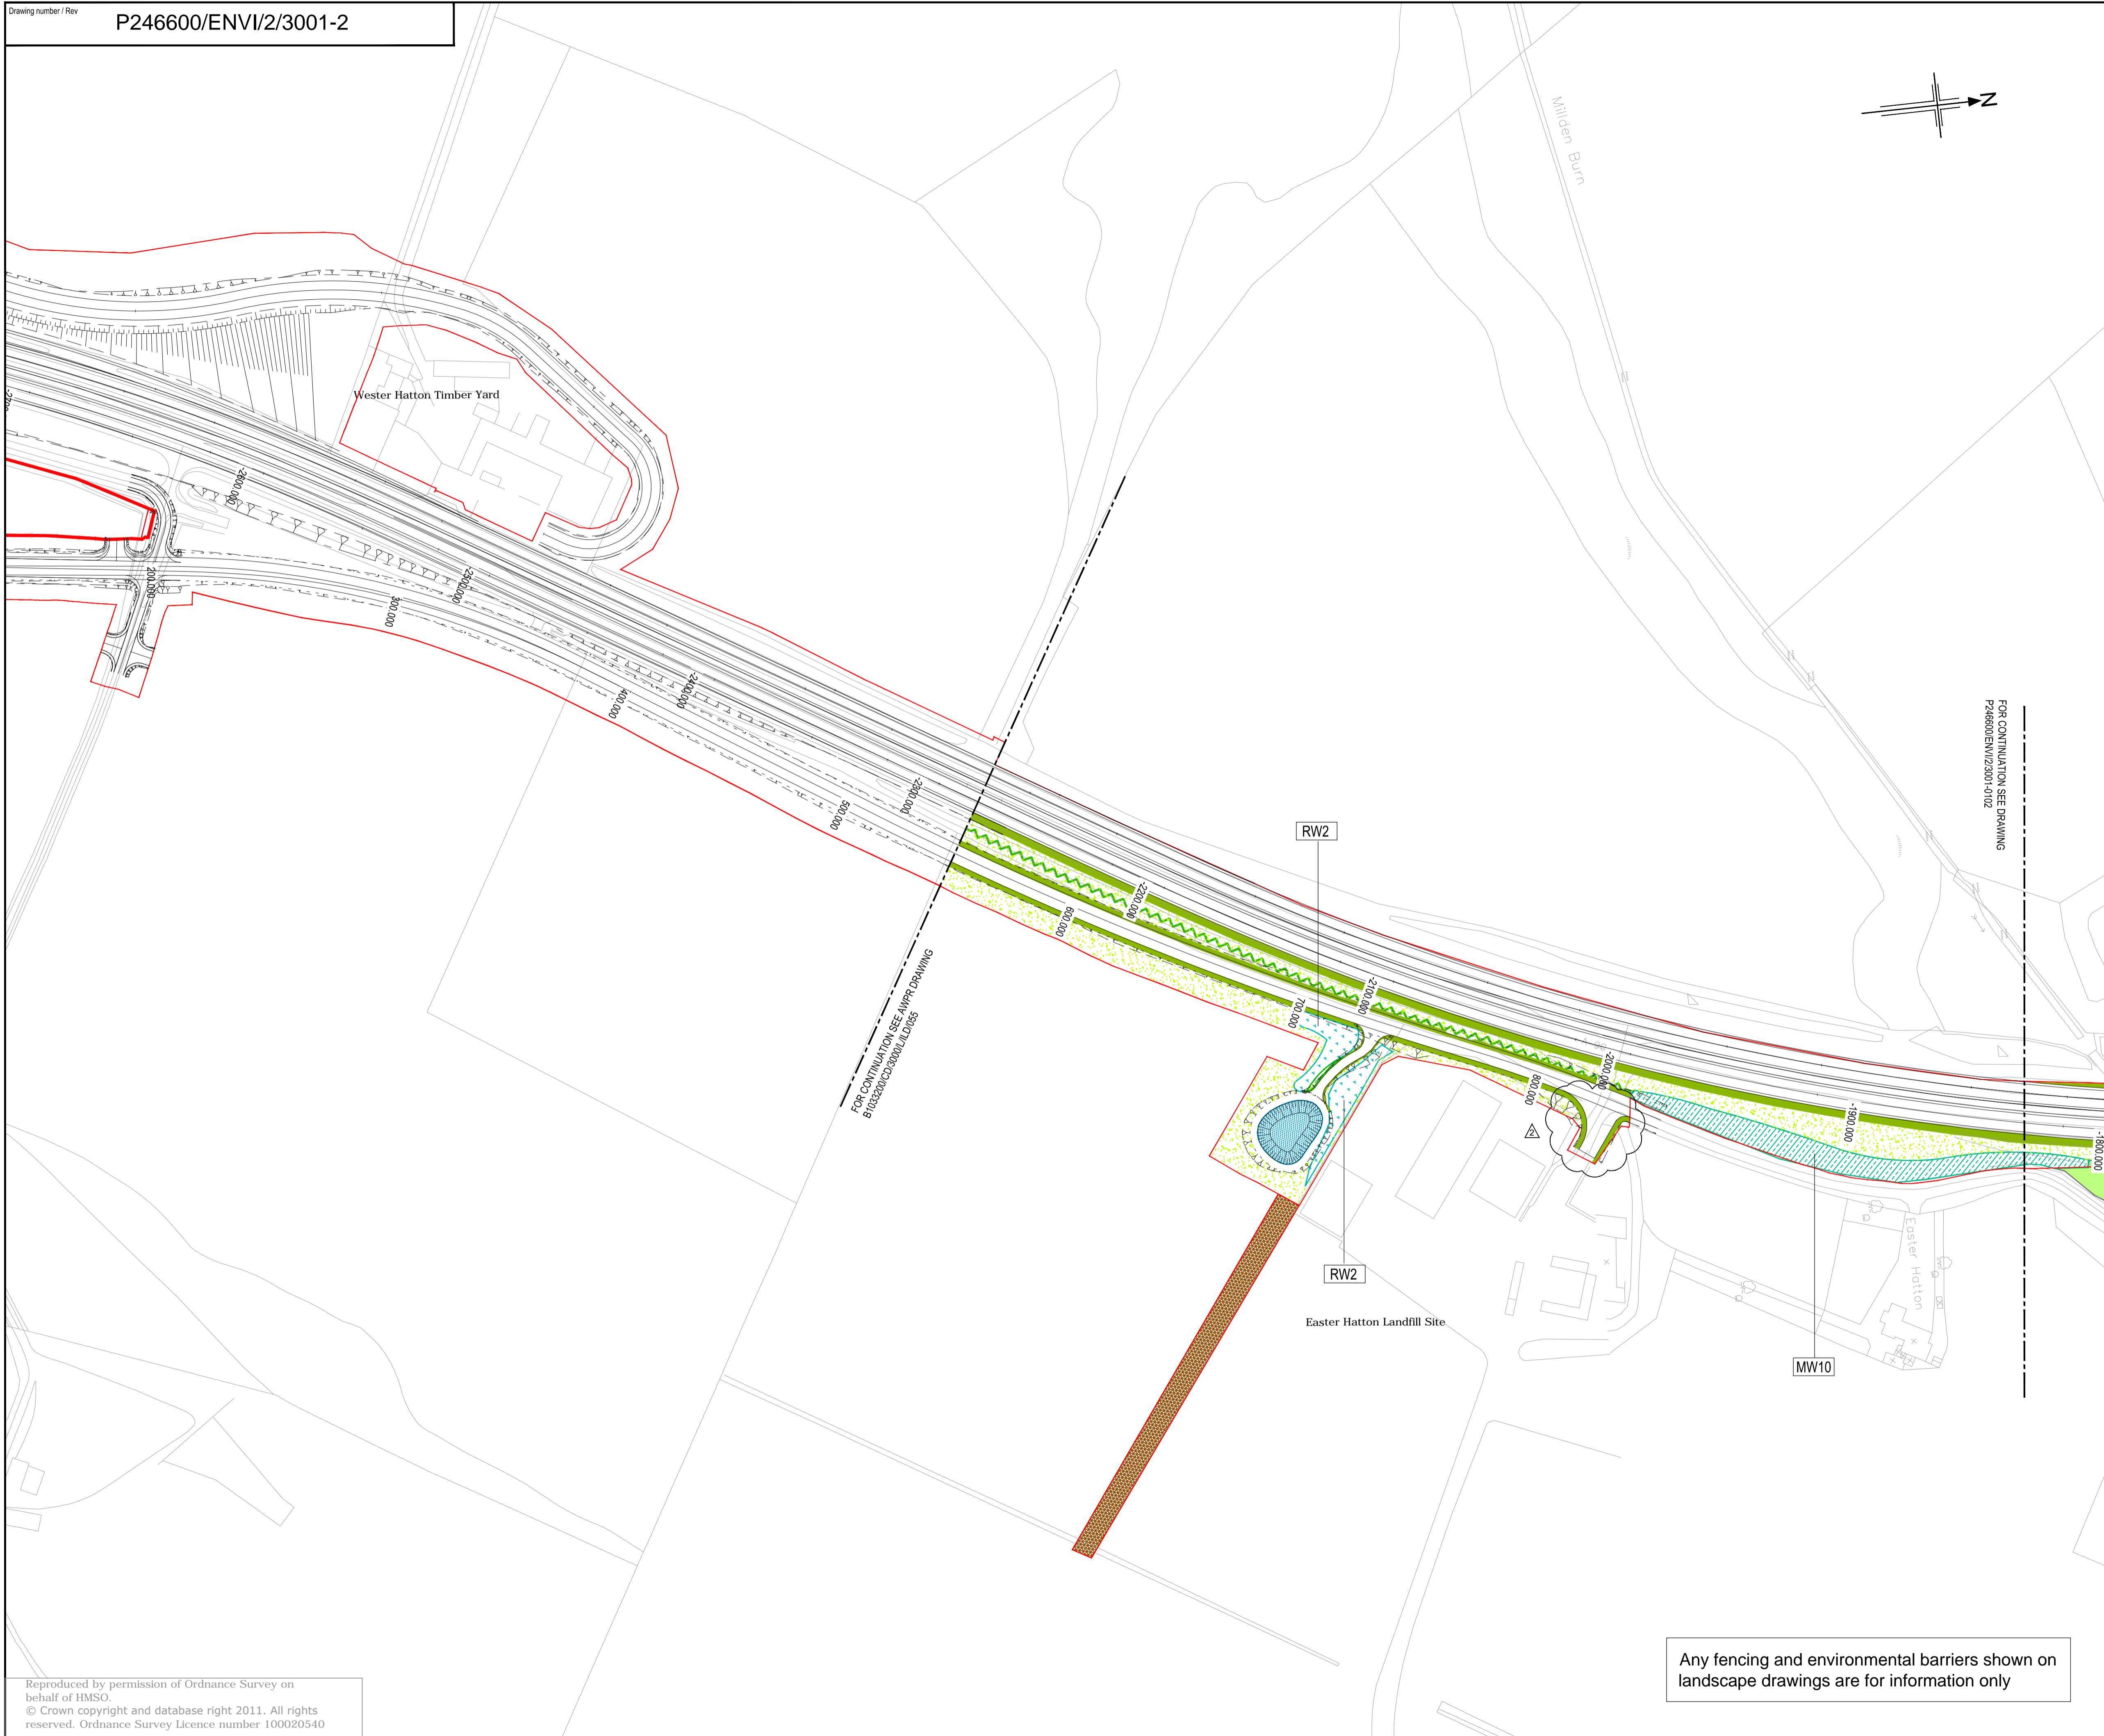 Drawing number / Rev
P246600/ENVI/2/3001-2
N
Millden Burn
Wester Hatton Timber Yard
-2600.000
-2500.000
200.000
300.000
-2400.000
400.000
-2300.000
500.000
FOR CONTINUATION SEE DRAWING
P246600/ENVI/2/3001-0102
RW2
-2200.000
600.000
FOR CONTINUATION SEE AWPR DRAWING
B1033200/CD/3000/L/ILD/055
-2100.000
700.000
-2000.000
800.000
2
-1900.000
-1800.000
RW2
Easter Hatton
Easter Hatton Landfill Site
MW10
Any fencing and environmental barriers shown on
landscape drawings are for information only
Reproduced by permission of Ordnance Survey on
behalf of HMSO.
© Crown copyright and database right 2011. All rights
reserved. Ordnance Survey Licence number 100020540